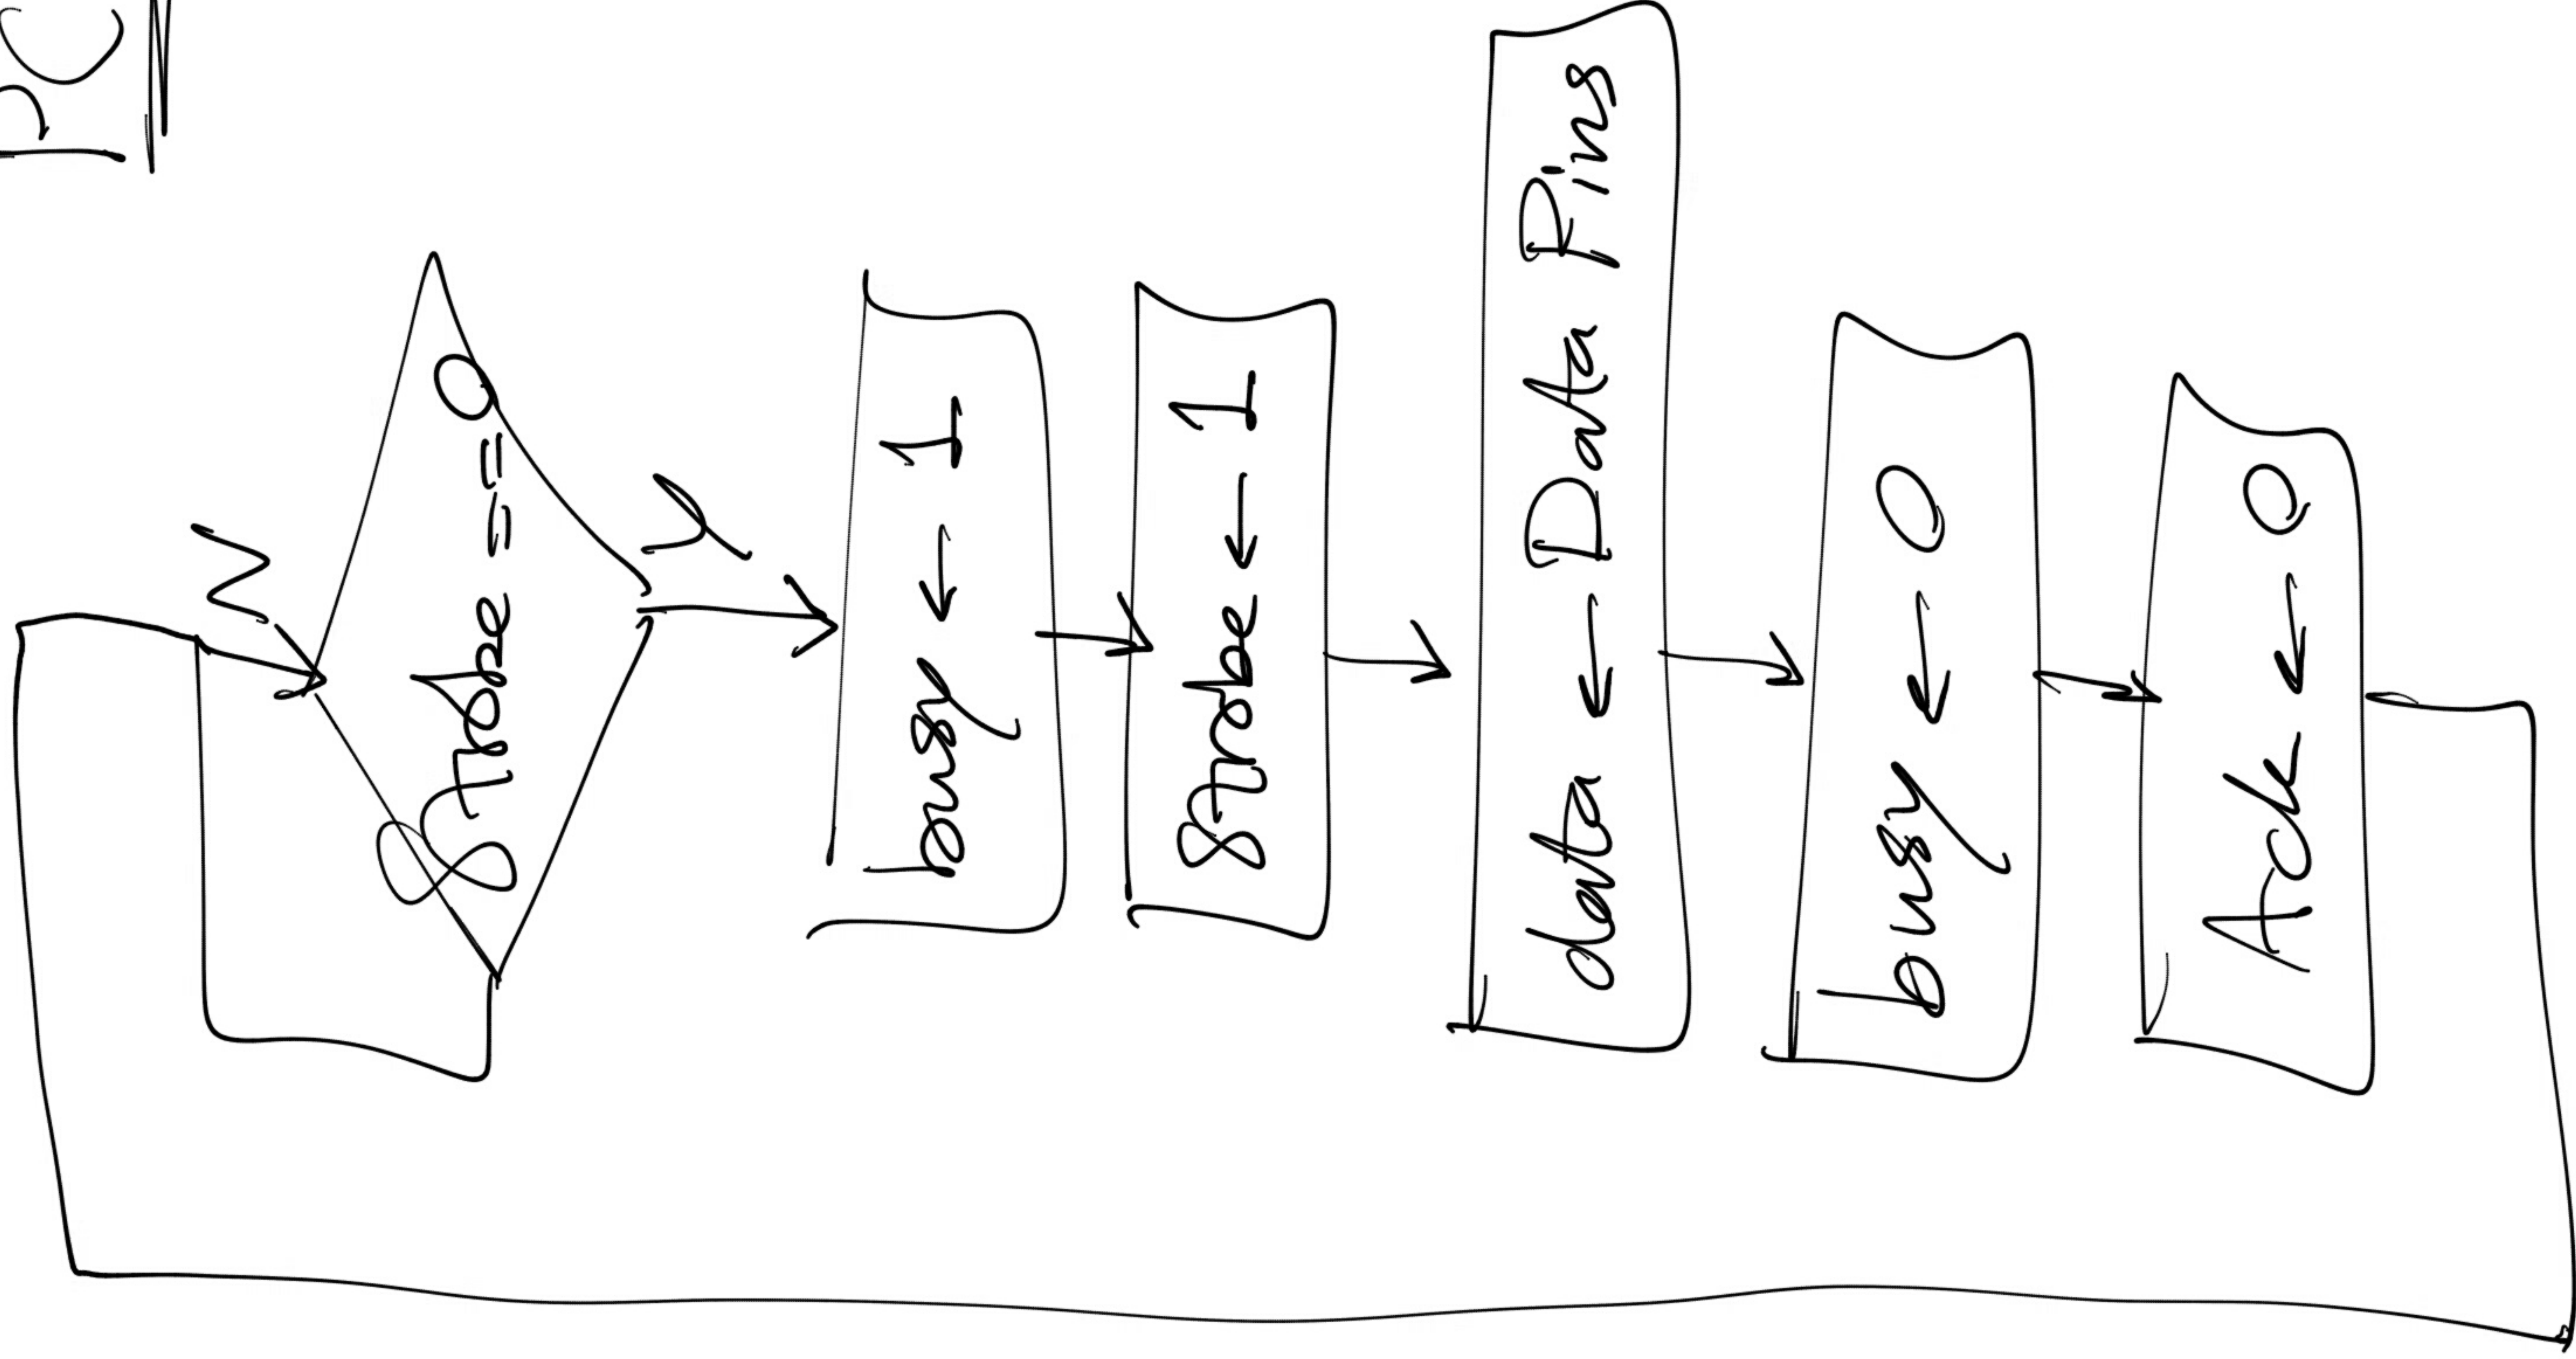 PC
N
Strobe == 0
Y
busy ← 1
Strobe ← 1
data ← Data Pins
busy ← 0
Ack ← 0